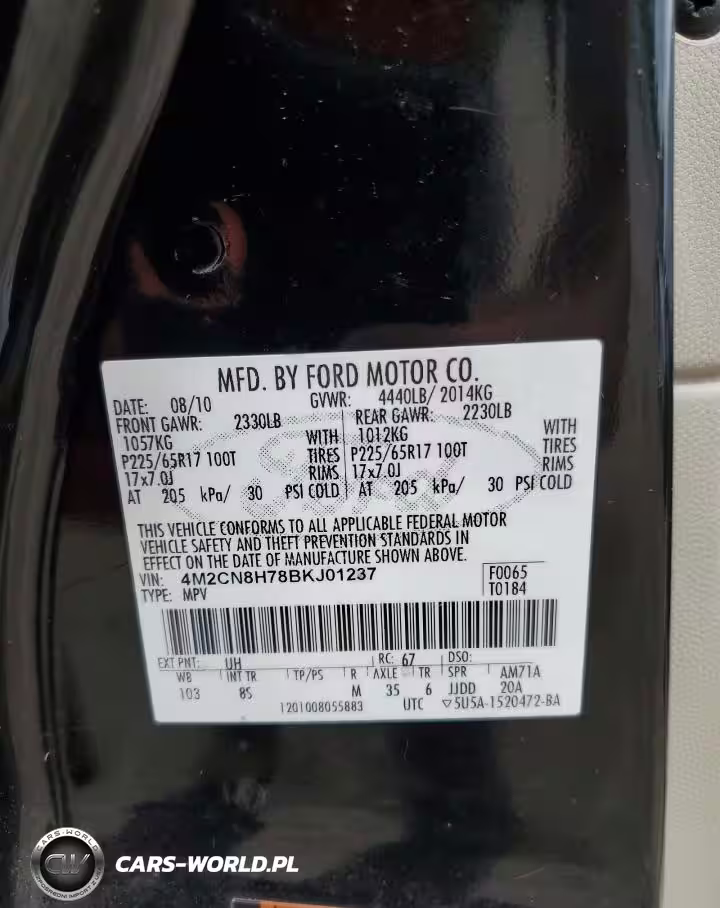 MFD. BY FORD MOTOR CO.
DATE: 08/10 GVWR: 4440LB/ 2014KG
FRONT GAWR: 2330LB REAR GAWR: 2230LB
1057KG WITH 1012KG WITH
P225/65R17 100T TIRES P225/65R17 100T TIRES
17x7.0J RIMS 17x7.0J RIMS
AT 205 kPa/ 30 PSI COLD AT 205 kPa/ 30 PSI COLD
THIS VEHICLE CONFORMS TO ALL APPLICABLE FEDERAL MOTOR
VEHICLE SAFETY AND THEFT PREVENTION STANDARDS IN
EFFECT ON THE DATE OF MANUFACTURE SHOWN ABOVE.
VIN: 4M2CN8H78BKJ01237 F0065
TYPE: MPV T0184
EXT PNT: UH RC: 67 DSO:
WB INT TR TP/PS R AXLE TR SPR AM71A
103 8S M 35 6 JJDD 20A
1201008055883 UTC ▽5U5A-1520472-BA
CARS-WORLD
CW
CARS-WORLD.PL